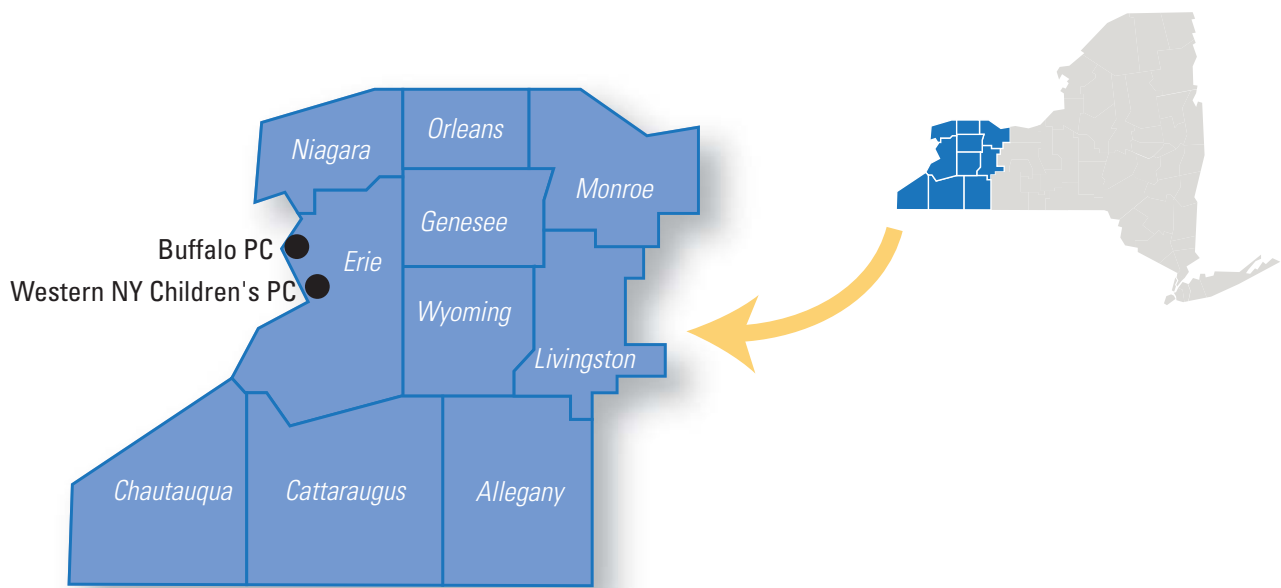 Orleans
Niagara
Monroe
Genesee
Buffalo PC
Erie
Western NY Children's PC
Wyoming
Livingston
Chautauqua
Cattaraugus
Allegany